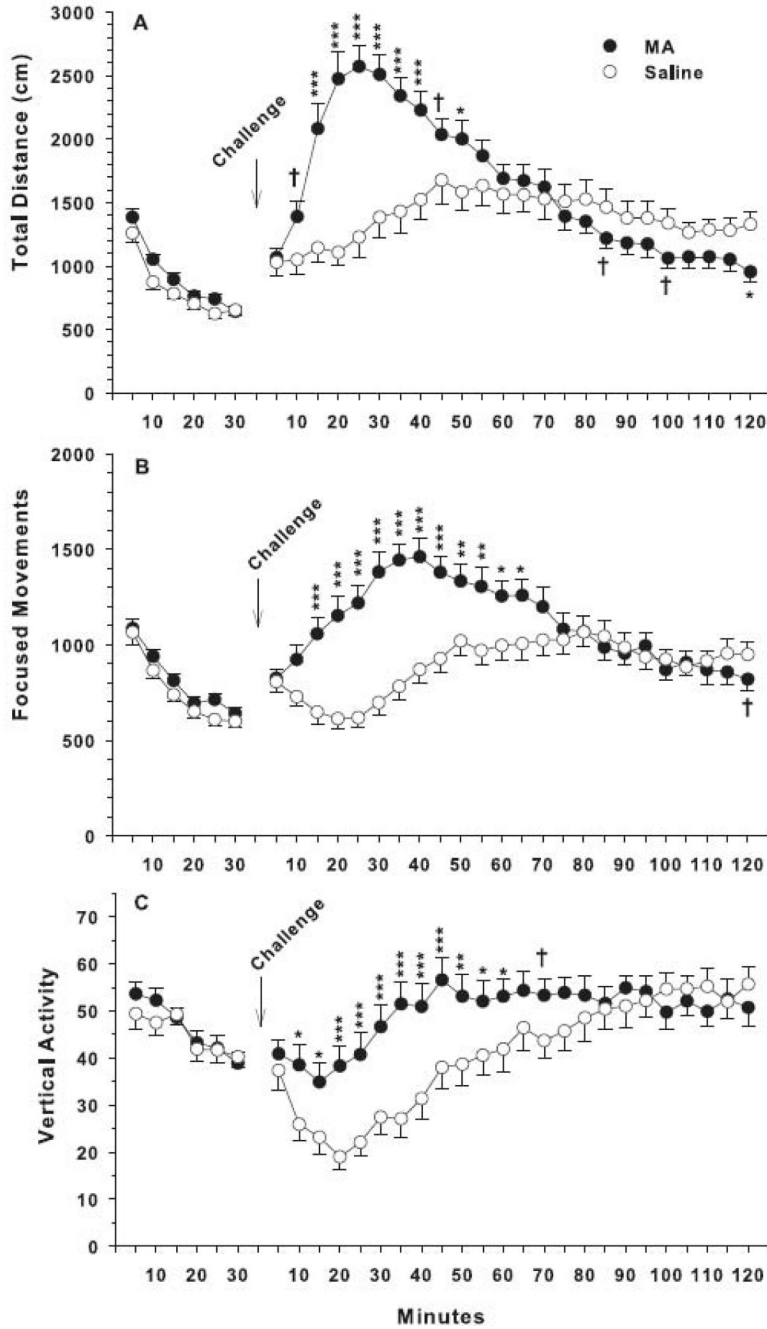 A
MA
Saline
Challenge
Total Distance (cm)
3000
2500
2000
1500
1000
500
0
† *** *** *** *** *** *** † *
† † *
10 20 30 10 20 30 40 50 60 70 80 90 100 110 120
B
Challenge
Focused Movements
2000
1500
1000
500
0
*** *** *** *** *** *** *** ** ** * *
†
10 20 30 10 20 30 40 50 60 70 80 90 100 110 120
C
Challenge
Vertical Activity
70
60
50
40
30
20
10
0
* * *** *** *** *** *** *** ** * * †
10 20 30 10 20 30 40 50 60 70 80 90 100 110 120
Minutes